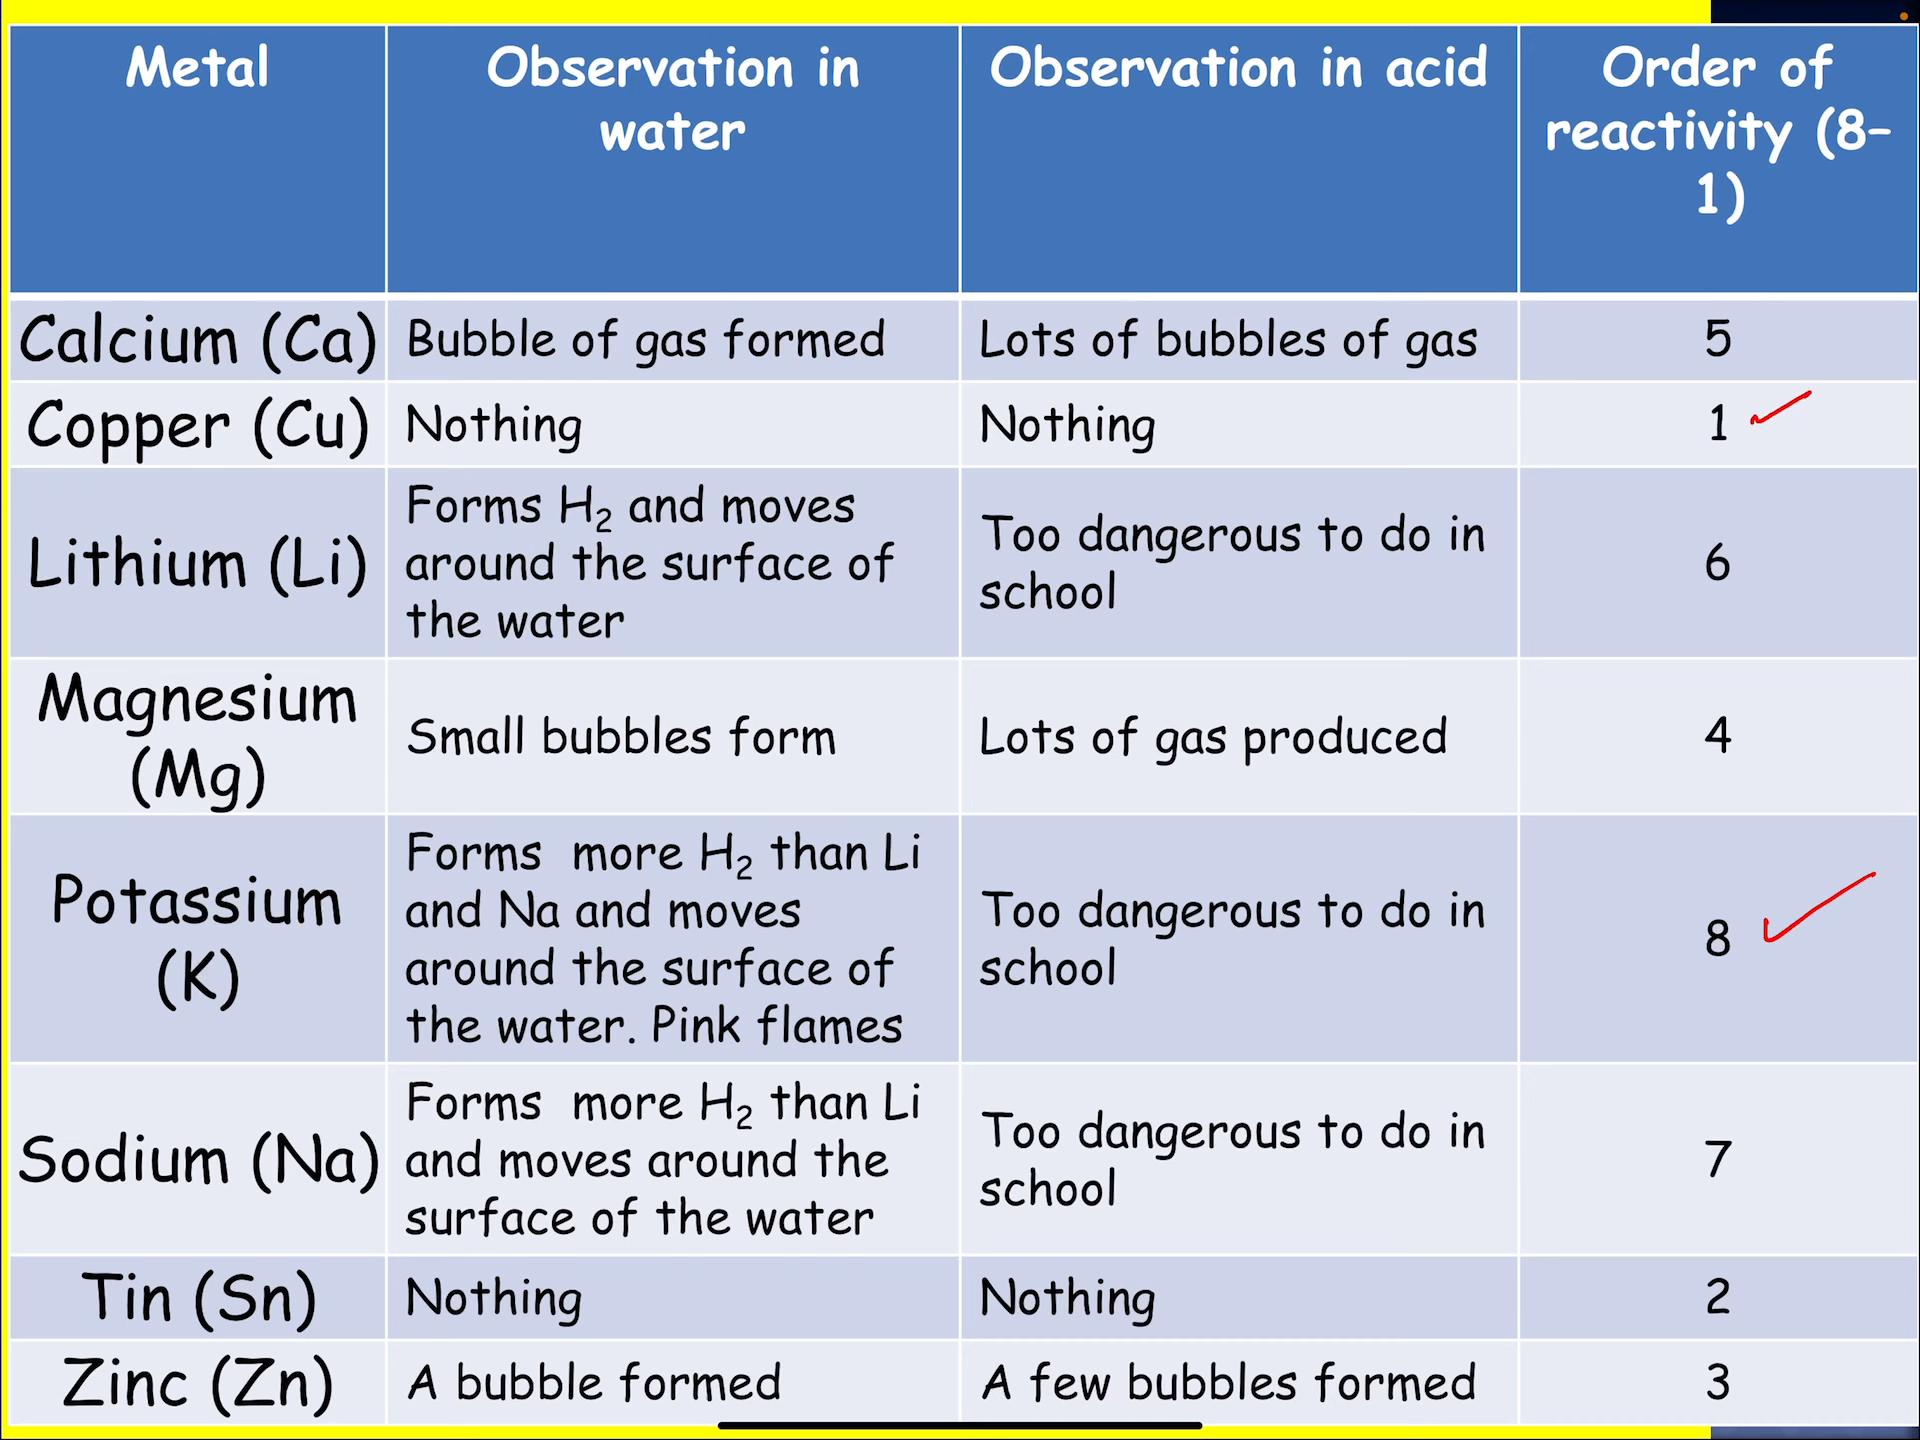 Metal
Observation in
water
Observation in acid
Order of
reactivity (8–
1)
Calcium (Ca)
Bubble of gas formed
Lots of bubbles of gas
5
Copper (Cu)
Nothing
Nothing
1
Lithium (Li)
Forms H₂ and moves
around the surface of
the water
Too dangerous to do in
school
6
Magnesium
(Mg)
Small bubbles form
Lots of gas produced
4
Potassium
(K)
Forms  more H₂ than Li
and Na and moves
around the surface of
the water. Pink flames
Too dangerous to do in
school
8
Sodium (Na)
Forms  more H₂ than Li
and moves around the
surface of the water
Too dangerous to do in
school
7
Tin (Sn)
Nothing
Nothing
2
Zinc (Zn)
A bubble formed
A few bubbles formed
3